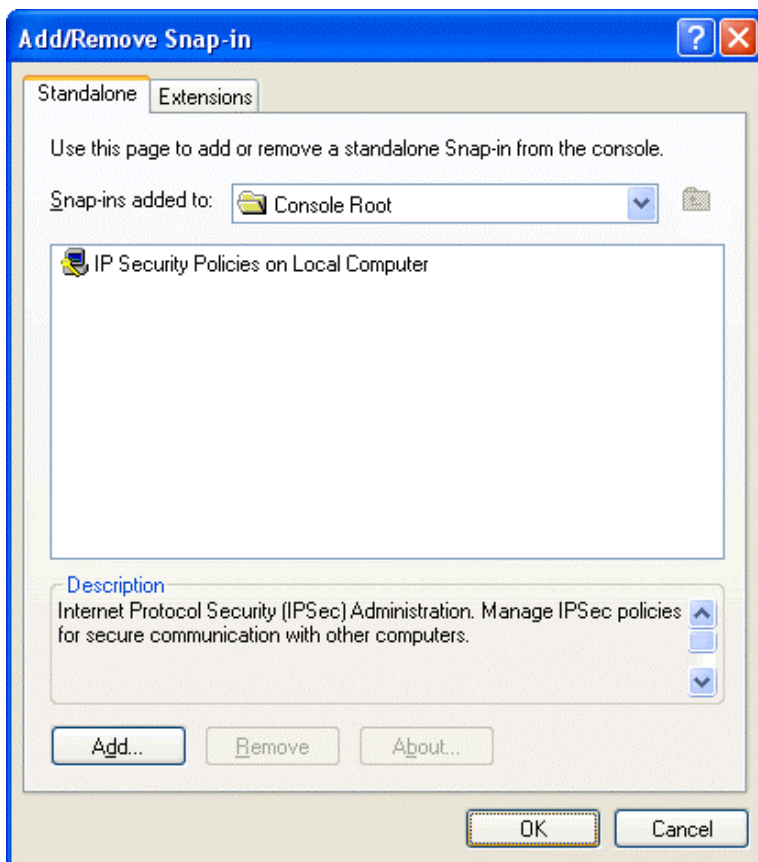 Add/Remove Snap-in
Standalone
Extensions
Use this page to add or remove a standalone Snap-in from the console.
Snap-ins added to:
Console Root
IP Security Policies on Local Computer
Description
Internet Protocol Security (IPSec) Administration. Manage IPSec policies
for secure communication with other computers.
Add...
Remove
About...
OK
Cancel